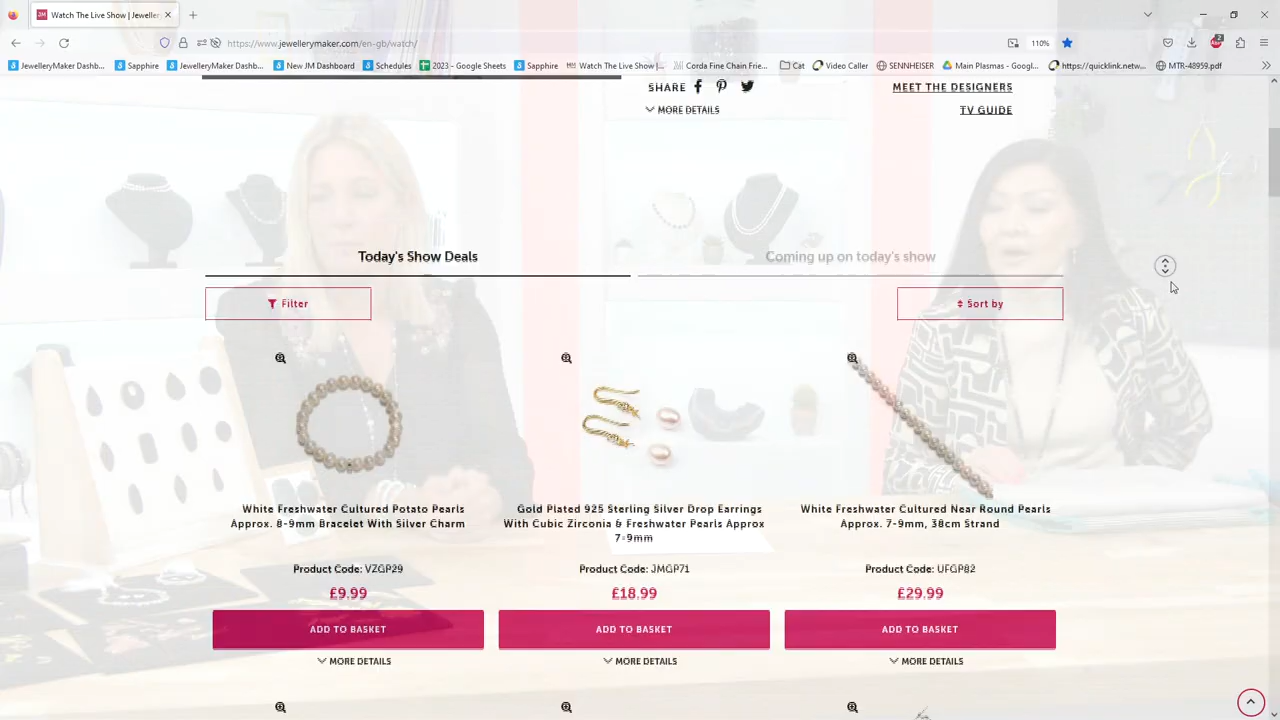 Watch The Live Show | Jeweller
https://www.jewellerymaker.com/en-gb/watch/
110%
JewelleryMaker Dashb... Sapphire JewelleryMaker Dashb... New JM Dashboard Schedules 2023 - Google Sheets Sapphire Watch The Live Show |... Corda Fine Chain Frie... Cat Video Caller SENNHEISER Main Plasmas - Googl... https://quicklink.netw... MTR-48959.pdf
SHARE
MEET THE DESIGNERS
MORE DETAILS
TV GUIDE
Today's Show Deals
Coming up on today's show
Filter
Sort by
White Freshwater Cultured Potato Pearls
Approx. 8-9mm Bracelet With Silver Charm
Product Code: VZGP29
£9.99
ADD TO BASKET
MORE DETAILS
Gold Plated 925 Sterling Silver Drop Earrings
With Cubic Zirconia & Freshwater Pearls Approx
7-9mm
Product Code: JMGP71
£18.99
ADD TO BASKET
MORE DETAILS
White Freshwater Cultured Near Round Pearls
Approx. 7-9mm, 38cm Strand
Product Code: UFGP82
£29.99
ADD TO BASKET
MORE DETAILS